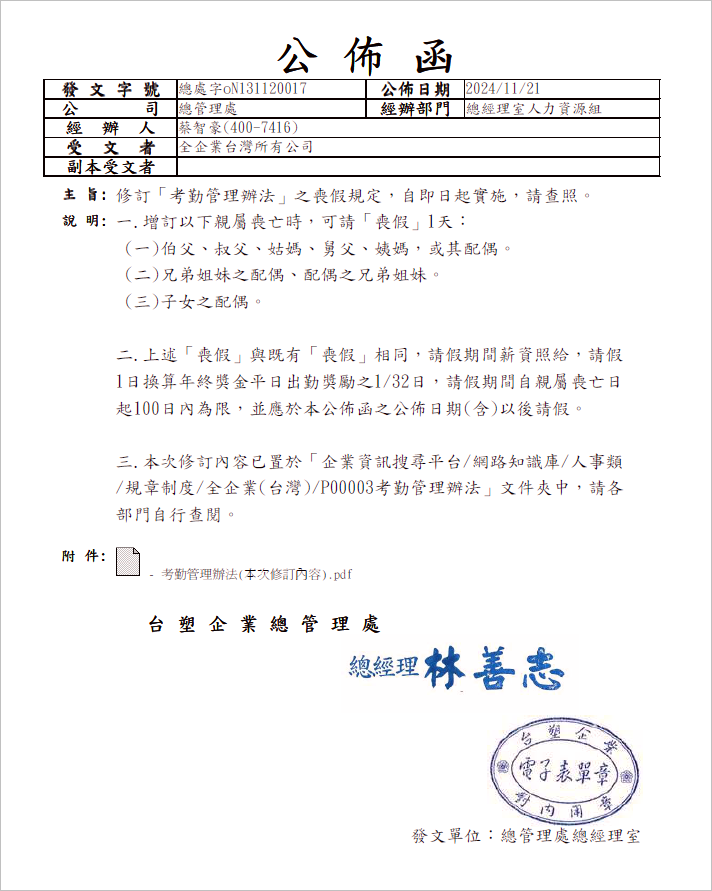 公佈函
發文字號 總處字oN131120017 公佈日期 2024/11/21
公司 總管理處 經辦部門 總經理室人力資源組
經辦人 蔡智豪(400-7416)
受文者 全企業台灣所有公司
副本受文者
主旨: 修訂「考勤管理辦法」之喪假規定，自即日起實施，請查照。
說明: 一.增訂以下親屬喪亡時，可請「喪假」1天：
(一)伯父、叔父、姑媽、舅父、姨媽，或其配偶。
(二)兄弟姐妹之配偶、配偶之兄弟姐妹。
(三)子女之配偶。
二.上述「喪假」與既有「喪假」相同，請假期間薪資照給，請假
1日換算年終獎金平日出勤獎勵之1/32日，請假期間自親屬喪亡日
起100日內為限，並應於本公佈函之公佈日期(含)以後請假。
三.本次修訂內容已置於「企業資訊搜尋平台/網路知識庫/人事類
/規章制度/全企業(台灣)/P00003考勤管理辦法」文件夾中，請各
部門自行查閱。
附件: - 考勤管理辦法(本次修訂內容).pdf
台塑企業總管理處
總經理 林善志
台塑企業
電子表單章
對內用章
發文單位：總管理處總經理室